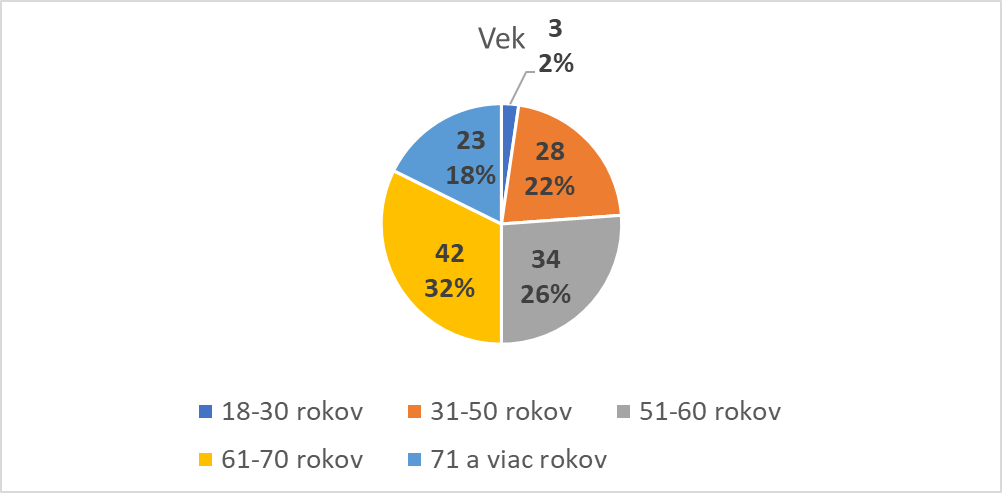 Vek
3
2%
28
22%
34
26%
42
32%
23
18%
18-30 rokov
31-50 rokov
51-60 rokov
61-70 rokov
71 a viac rokov